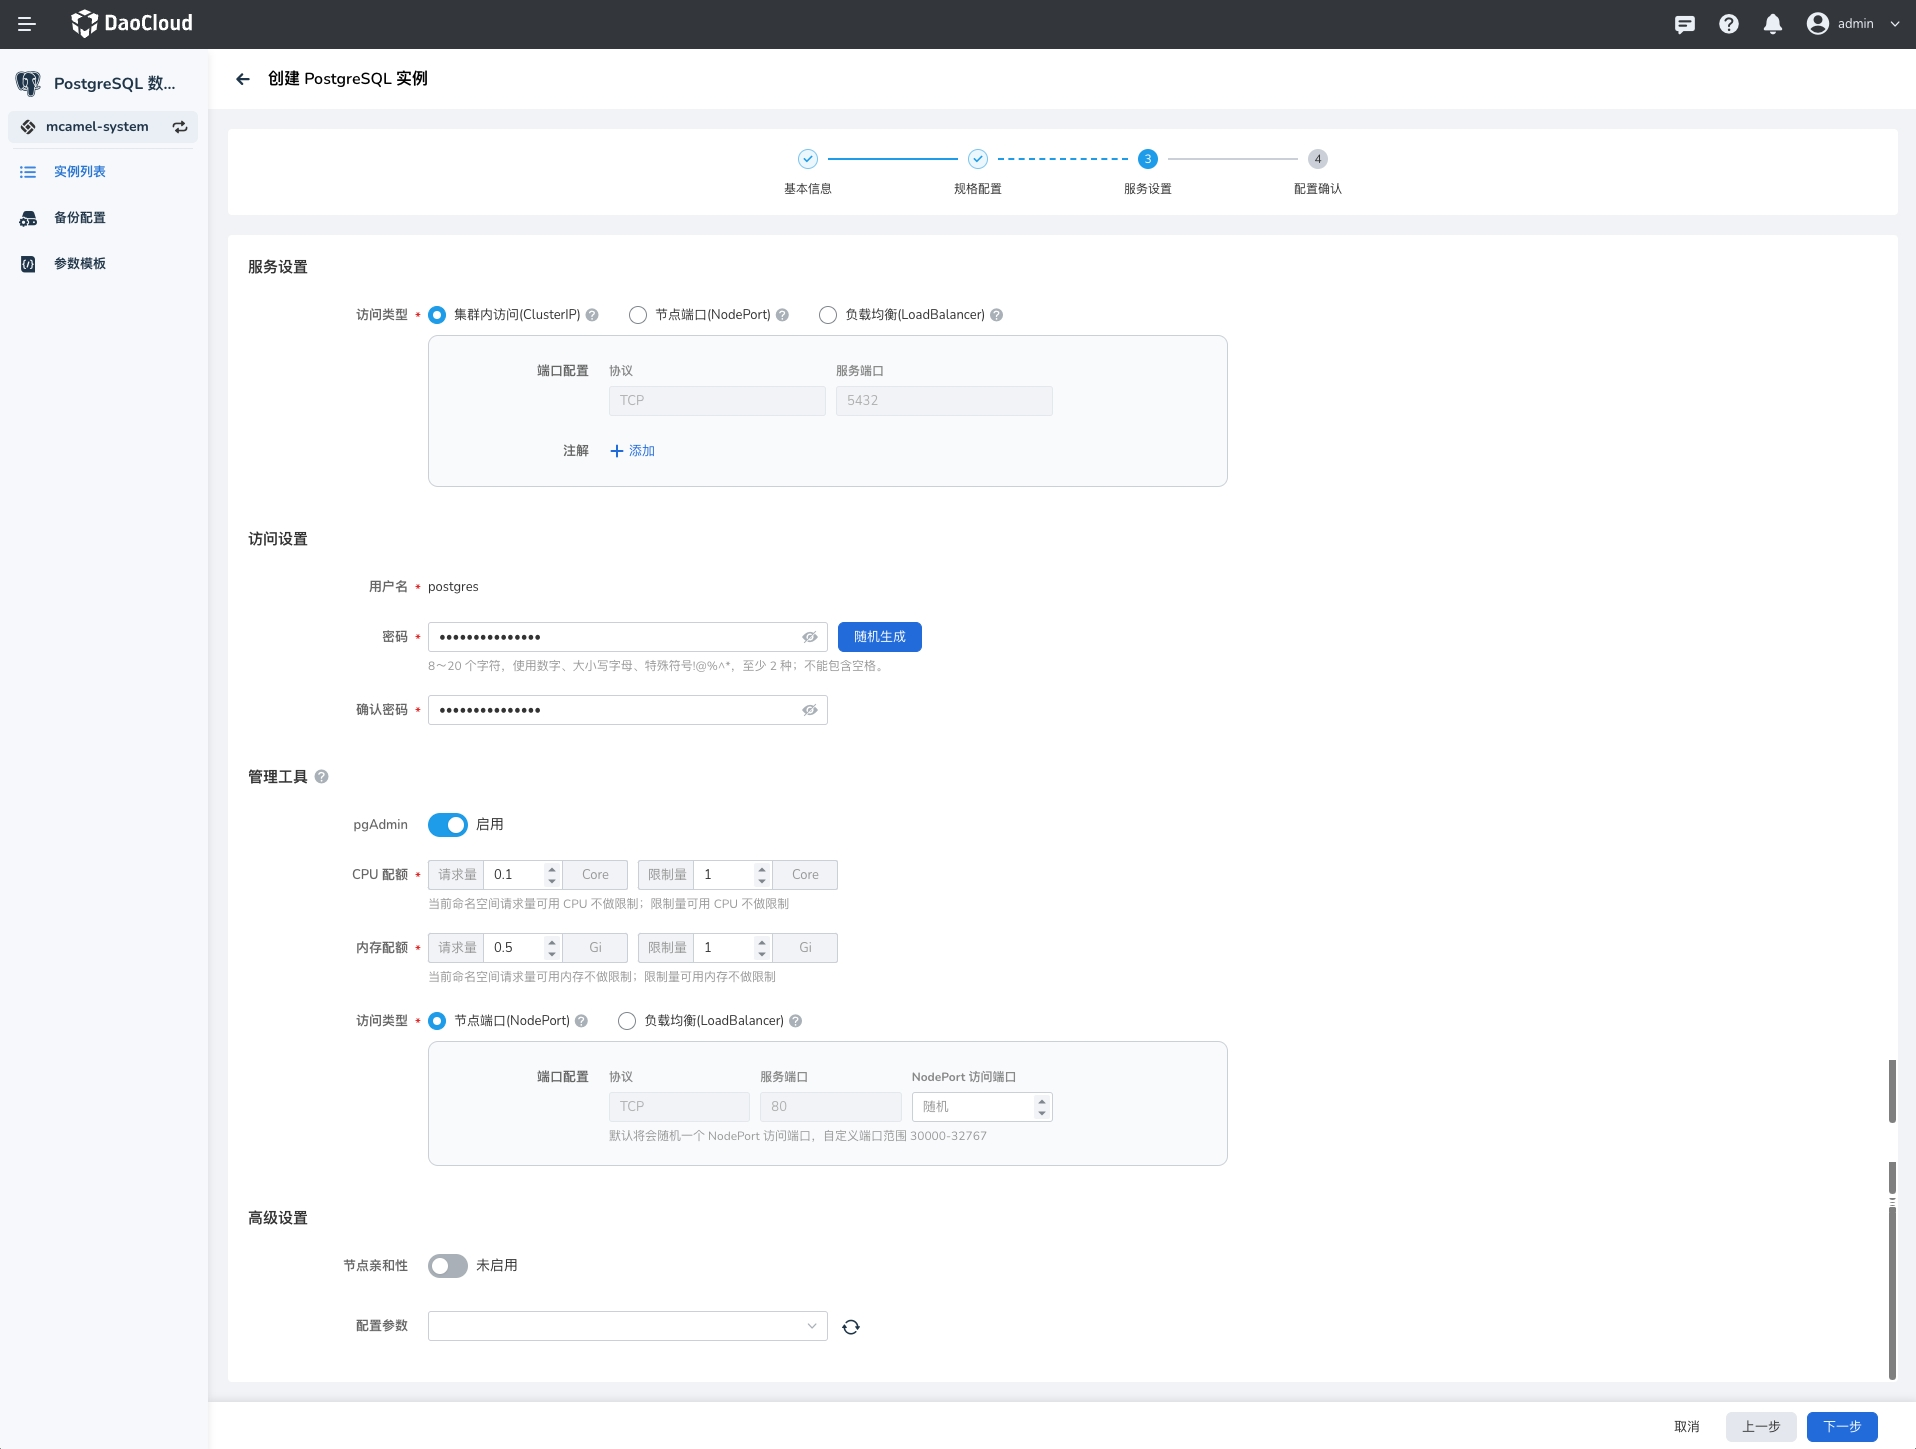 DaoCloud
admin
PostgreSQL 数...
创建 PostgreSQL 实例
mcamel-system
实例列表
备份配置
参数模板
3
4
基本信息
规格配置
服务设置
配置确认
服务设置
访问类型 * 集群内访问(ClusterIP) 节点端口(NodePort) 负载均衡(LoadBalancer)
端口配置 协议 服务端口
TCP 5432
注解 + 添加
访问设置
用户名 * postgres
密码 * ••••••••••••••• 随机生成
8～20 个字符，使用数字、大小写字母、特殊符号!@%^*，至少 2 种；不能包含空格。
确认密码 * •••••••••••••••
管理工具
pgAdmin 启用
CPU 配额 * 请求量 0.1 Core 限制量 1 Core
当前命名空间请求量可用 CPU 不做限制；限制量可用 CPU 不做限制
内存配额 * 请求量 0.5 Gi 限制量 1 Gi
当前命名空间请求量可用内存不做限制；限制量可用内存不做限制
访问类型 * 节点端口(NodePort) 负载均衡(LoadBalancer)
端口配置 协议 服务端口 NodePort 访问端口
TCP 80 随机
默认将会随机一个 NodePort 访问端口，自定义端口范围 30000-32767
高级设置
节点亲和性 未启用
配置参数
取消 上一步 下一步